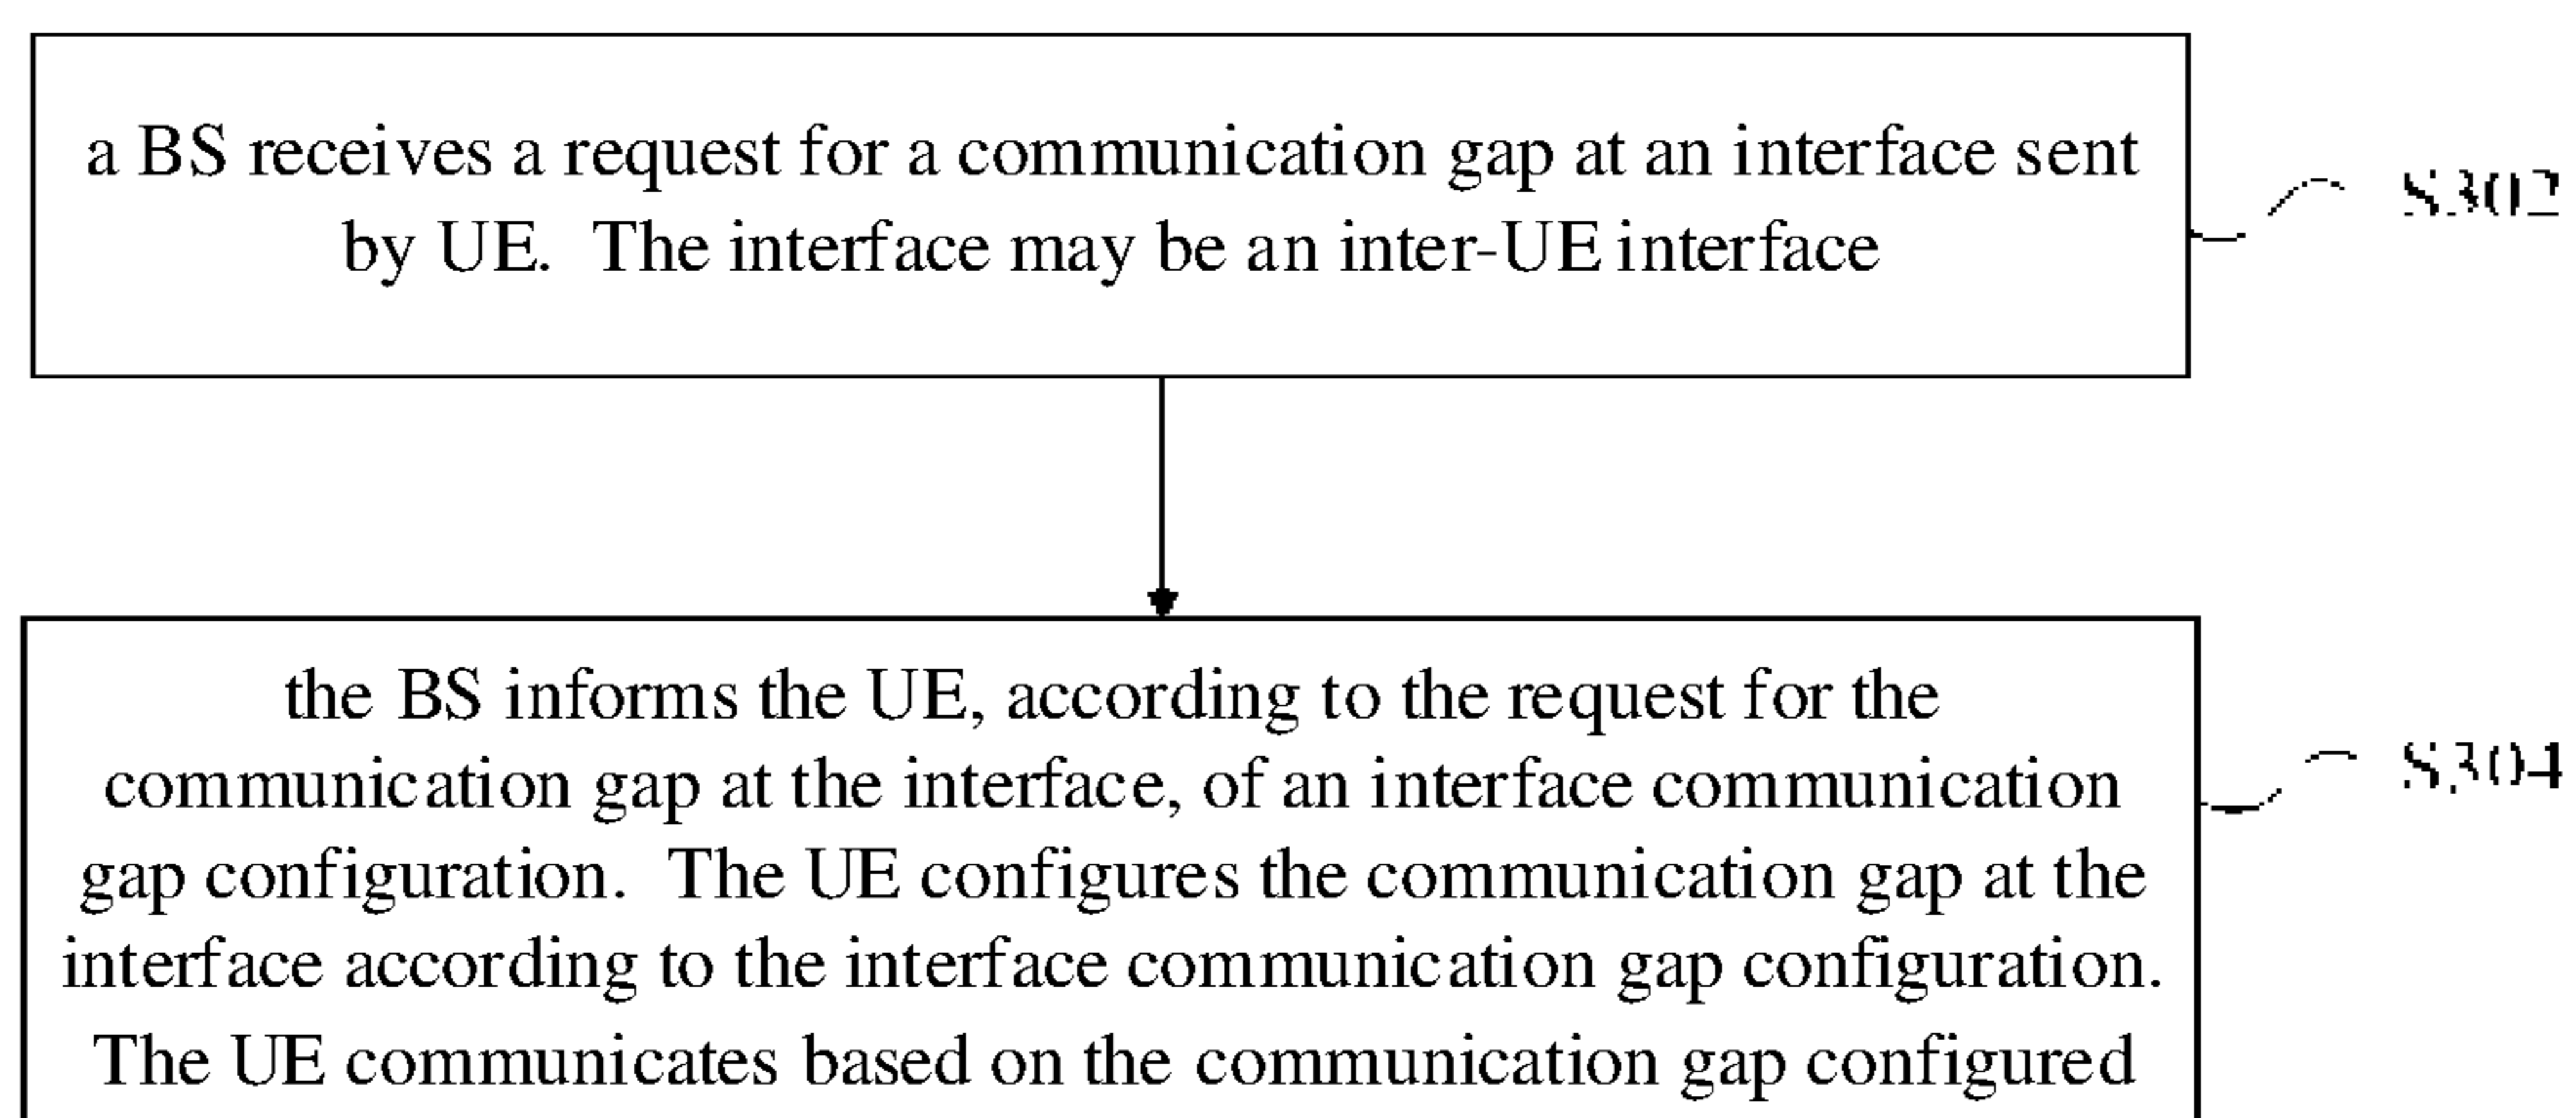 a BS receives a request for a communication gap at an interface sent
by UE. The interface may be an inter-UE interface
S302
the BS informs the UE, according to the request for the
communication gap at the interface, of an interface communication
gap configuration. The UE configures the communication gap at the
interface according to the interface communication gap configuration.
The UE communicates based on the communication gap configured
S304